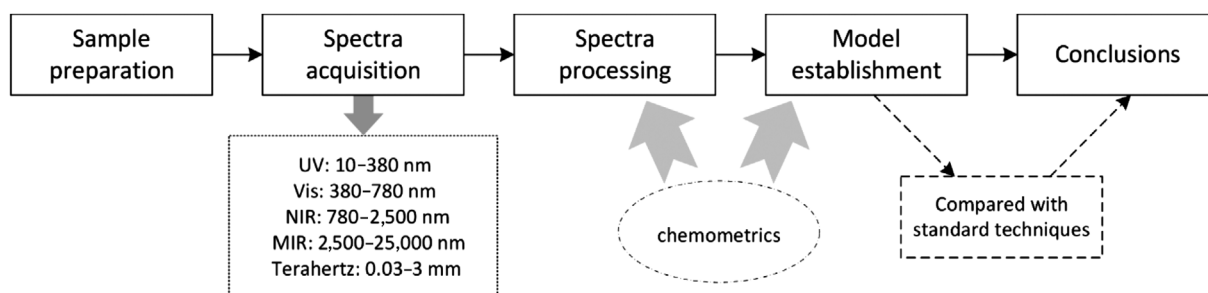 Sample
preparation
Spectra
acquisition
Spectra
processing
Model
establishment
Conclusions
UV: 10–380 nm
Vis: 380–780 nm
NIR: 780–2,500 nm
MIR: 2,500–25,000 nm
Terahertz: 0.03–3 mm
chemometrics
Compared with
standard techniques